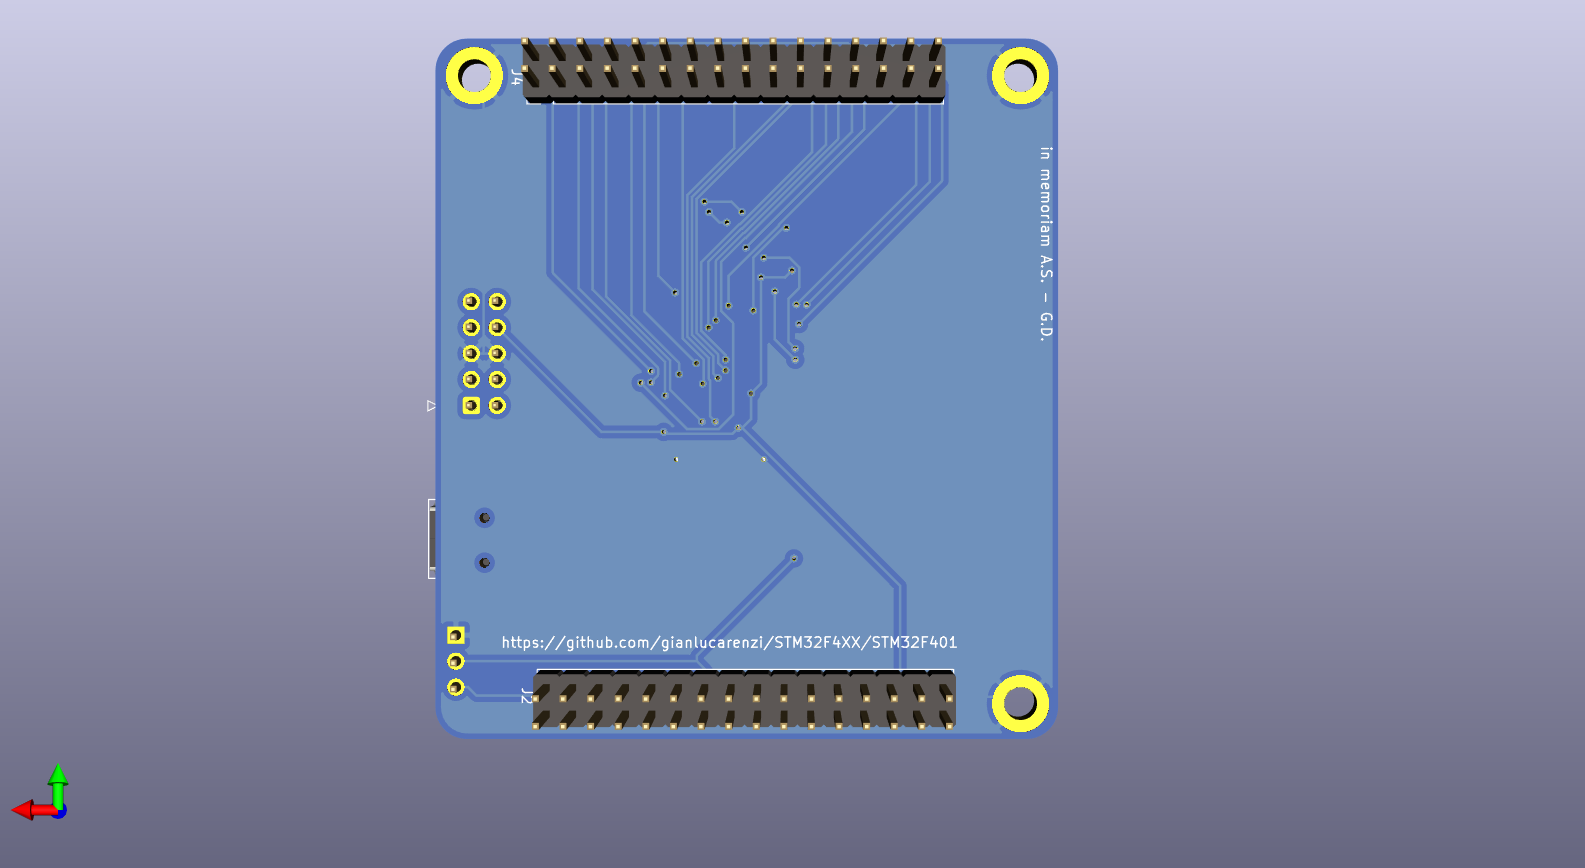 J4
in memoriam A.S. - G.D.
https://github.com/gianlucarenzi/STM32F4XX/STM32F401
J2